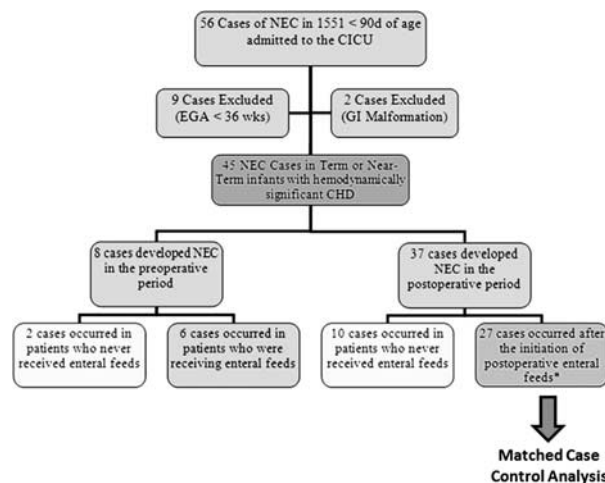 56 Cases of NEC in 1551 < 90d of age
admitted to the CICU
9 Cases Excluded
(EGA < 36 wks)
2 Cases Excluded
(GI Malformation)
45 NEC Cases in Term or Near-
Term infants with hemodynamically
significant CHD
8 cases developed NEC
in the preoperative
period
37 cases developed
NEC in the
postoperative period
2 cases occurred in
patients who never
received enteral feeds
6 cases occurred in
patients who were
receiving enteral feeds
10 cases occurred in
patients who never
received enteral feeds
27 cases occurred after
the initiation of
postoperative enteral
feeds*
Matched Case
Control Analysis